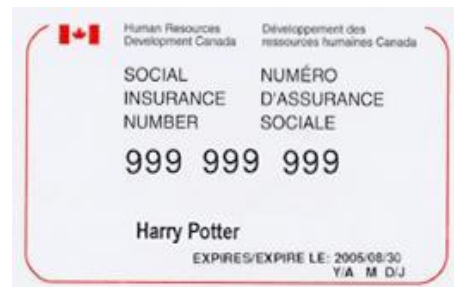 Human Resources Development Canada
Développement des ressources humaines Canada
SOCIAL INSURANCE NUMBER
NUMÉRO D'ASSURANCE SOCIALE
999 999 999
Harry Potter
EXPIRES/EXPIRE LE: 2005/08/30
Y/A M D/J